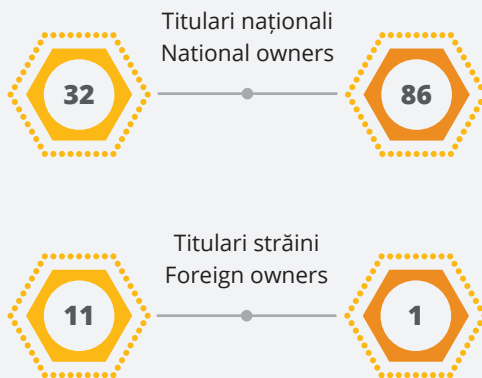 Titulari naționali
National owners
32
86
Titulari străini
Foreign owners
11
1